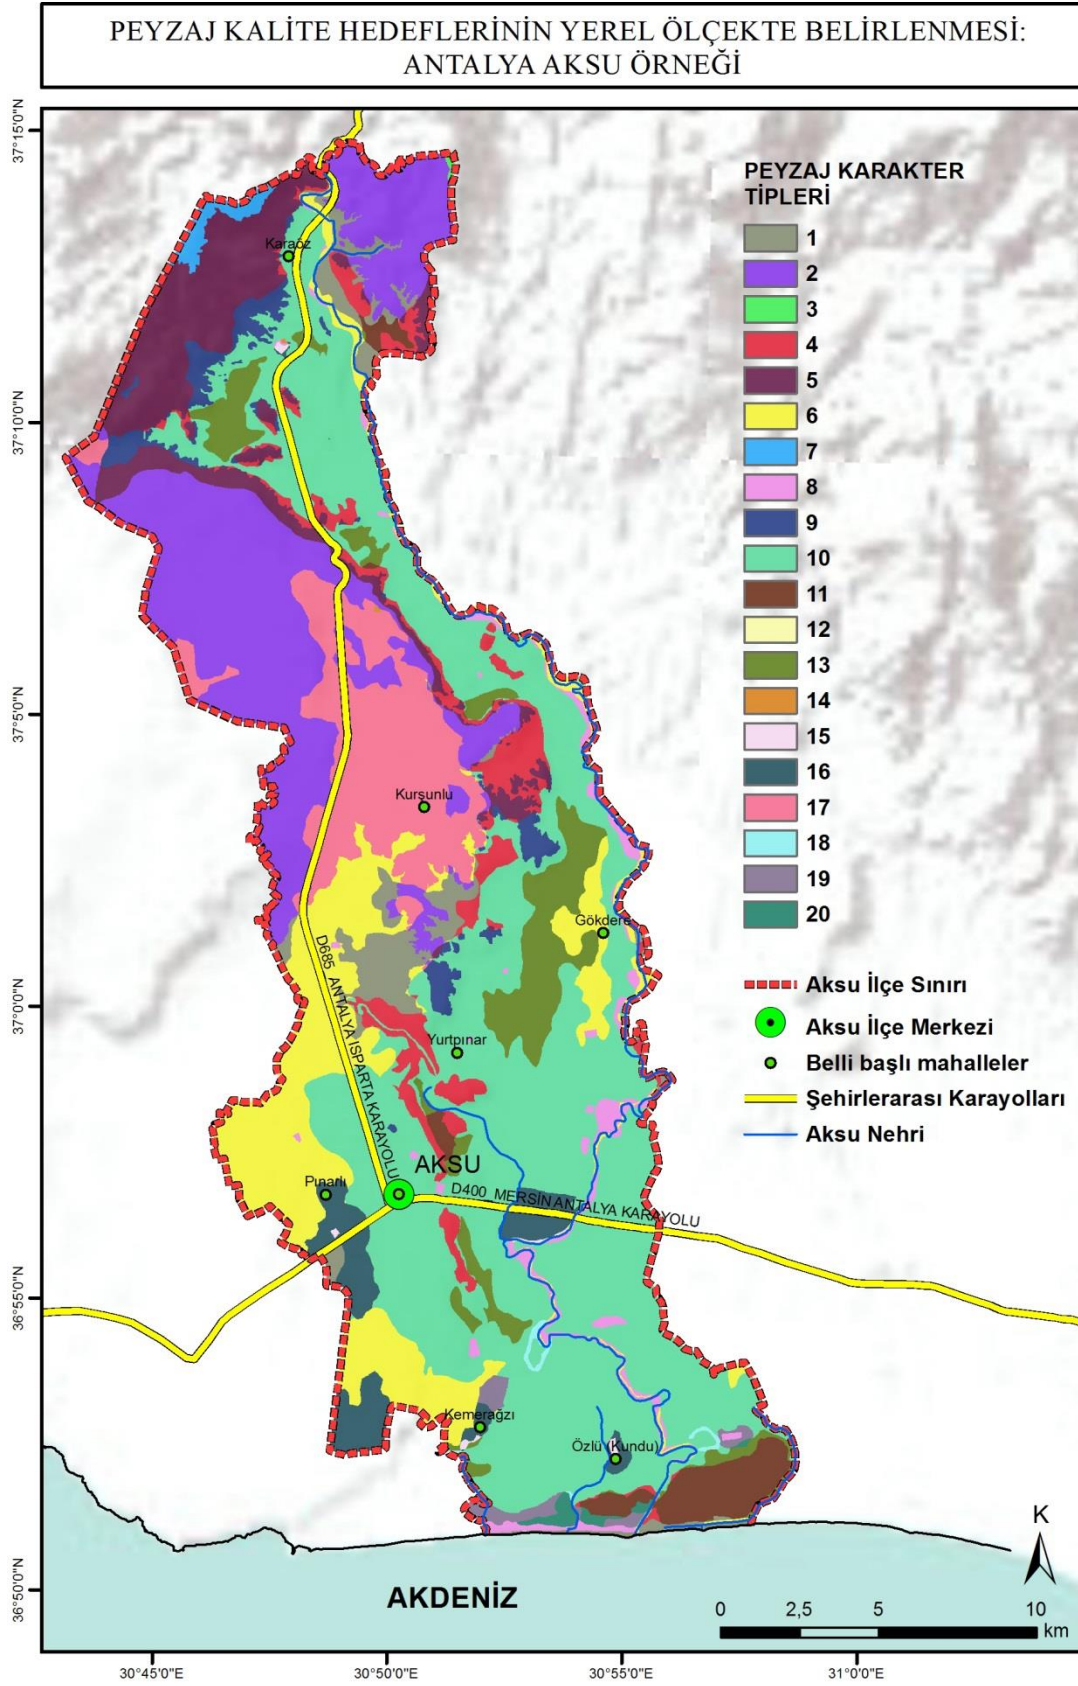 PEYZAJ KALİTE HEDEFLERİNİN YEREL ÖLÇEKTE BELİRLENMESİ:
ANTALYA AKSU ÖRNEĞİ
37°15'0"N
37°10'0"N
37°5'0"N
37°0'0"N
36°55'0"N
36°50'0"N
PEYZAJ KARAKTER
TİPLERİ
1
2
3
4
5
6
7
8
9
10
11
12
13
14
15
16
17
18
19
20
Aksu İlçe Sınırı
Aksu İlçe Merkezi
Belli başlı mahalleler
Şehirlerarası Karayolları
Aksu Nehri
Karaöz
Kurşunlu
Gökdere
D685 ANTALYA ISPARTA KARAYOLU
Yurtpınar
AKSU
Pınarlı
D400 MERSİN ANTALYA KARAYOLU
Kemerağzı
Özlü (Kundu)
K
AKDENİZ
0 2,5 5 10
km
30°45'0"E 30°50'0"E 30°55'0"E 31°0'0"E